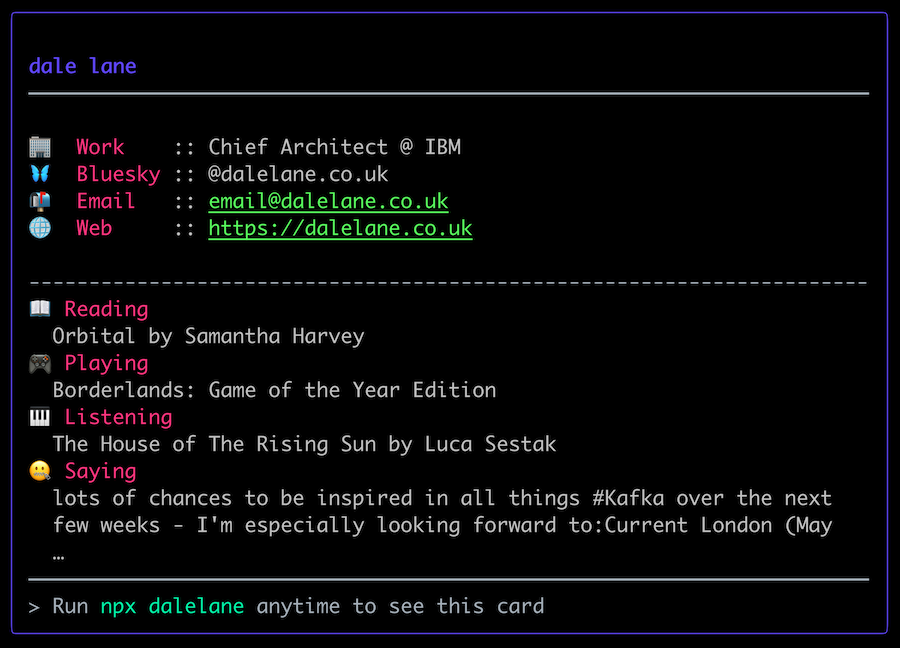 dale lane
Work :: Chief Architect @ IBM
Bluesky :: @dalelane.co.uk
Email :: email@dalelane.co.uk
Web :: https://dalelane.co.uk
----------------------------------------------------------------------
Reading
Orbital by Samantha Harvey
Playing
Borderlands: Game of the Year Edition
Listening
The House of The Rising Sun by Luca Sestak
Saying
lots of chances to be inspired in all things #Kafka over the next
few weeks - I'm especially looking forward to:Current London (May
…
> Run npx dalelane anytime to see this card